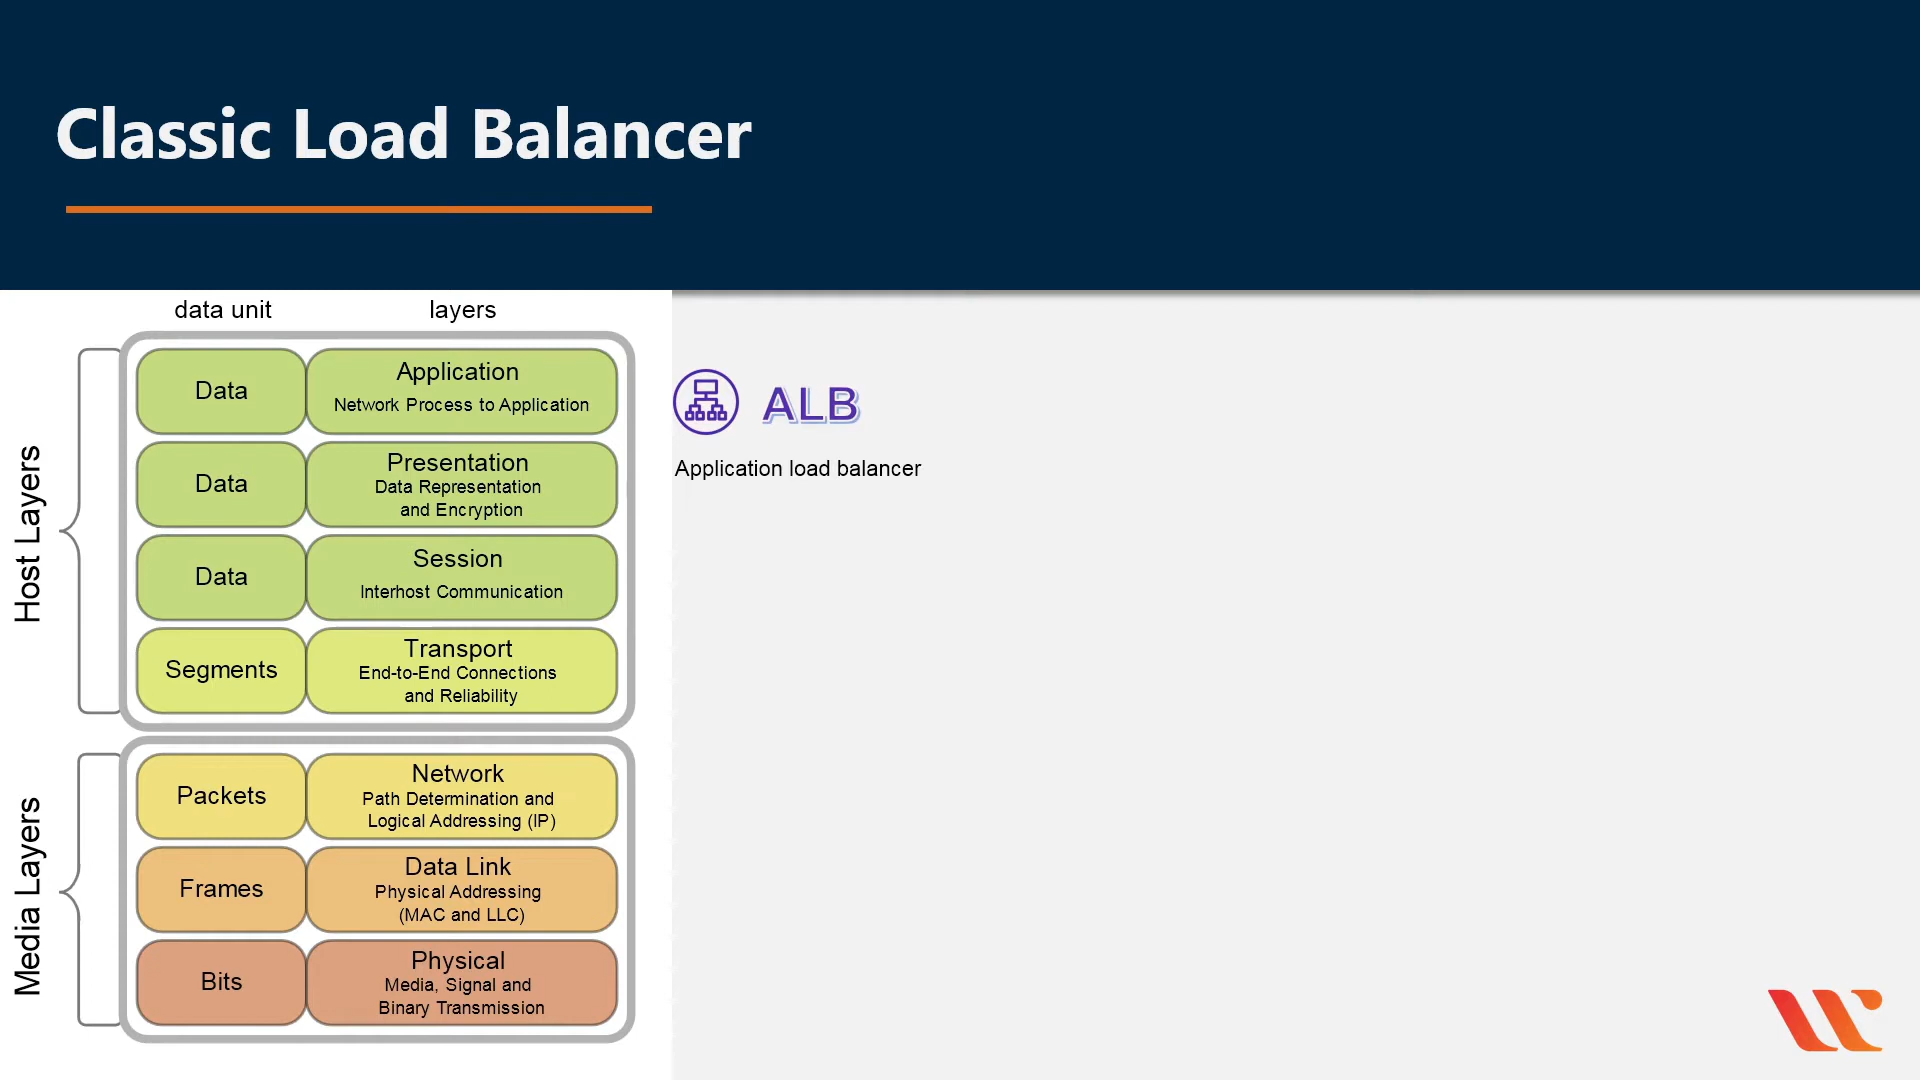 Classic Load Balancer
data unit
layers
Host Layers
Data
Application
Network Process to Application
Data
Presentation
Data Representation
and Encryption
Data
Session
Interhost Communication
Segments
Transport
End-to-End Connections
and Reliability
Media Layers
Packets
Network
Path Determination and
Logical Addressing (IP)
Frames
Data Link
Physical Addressing
(MAC and LLC)
Bits
Physical
Media, Signal and
Binary Transmission
ALB
Application load balancer